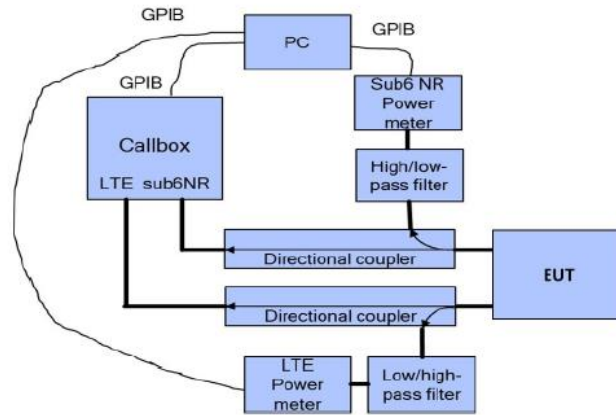 GPIB
GPIB
PC
GPIB
Sub6 NR
Power
meter
Callbox
LTE sub6NR
High/low-
pass filter
Directional coupler
EUT
Directional coupler
LTE
Power
meter
Low/high-
pass filter